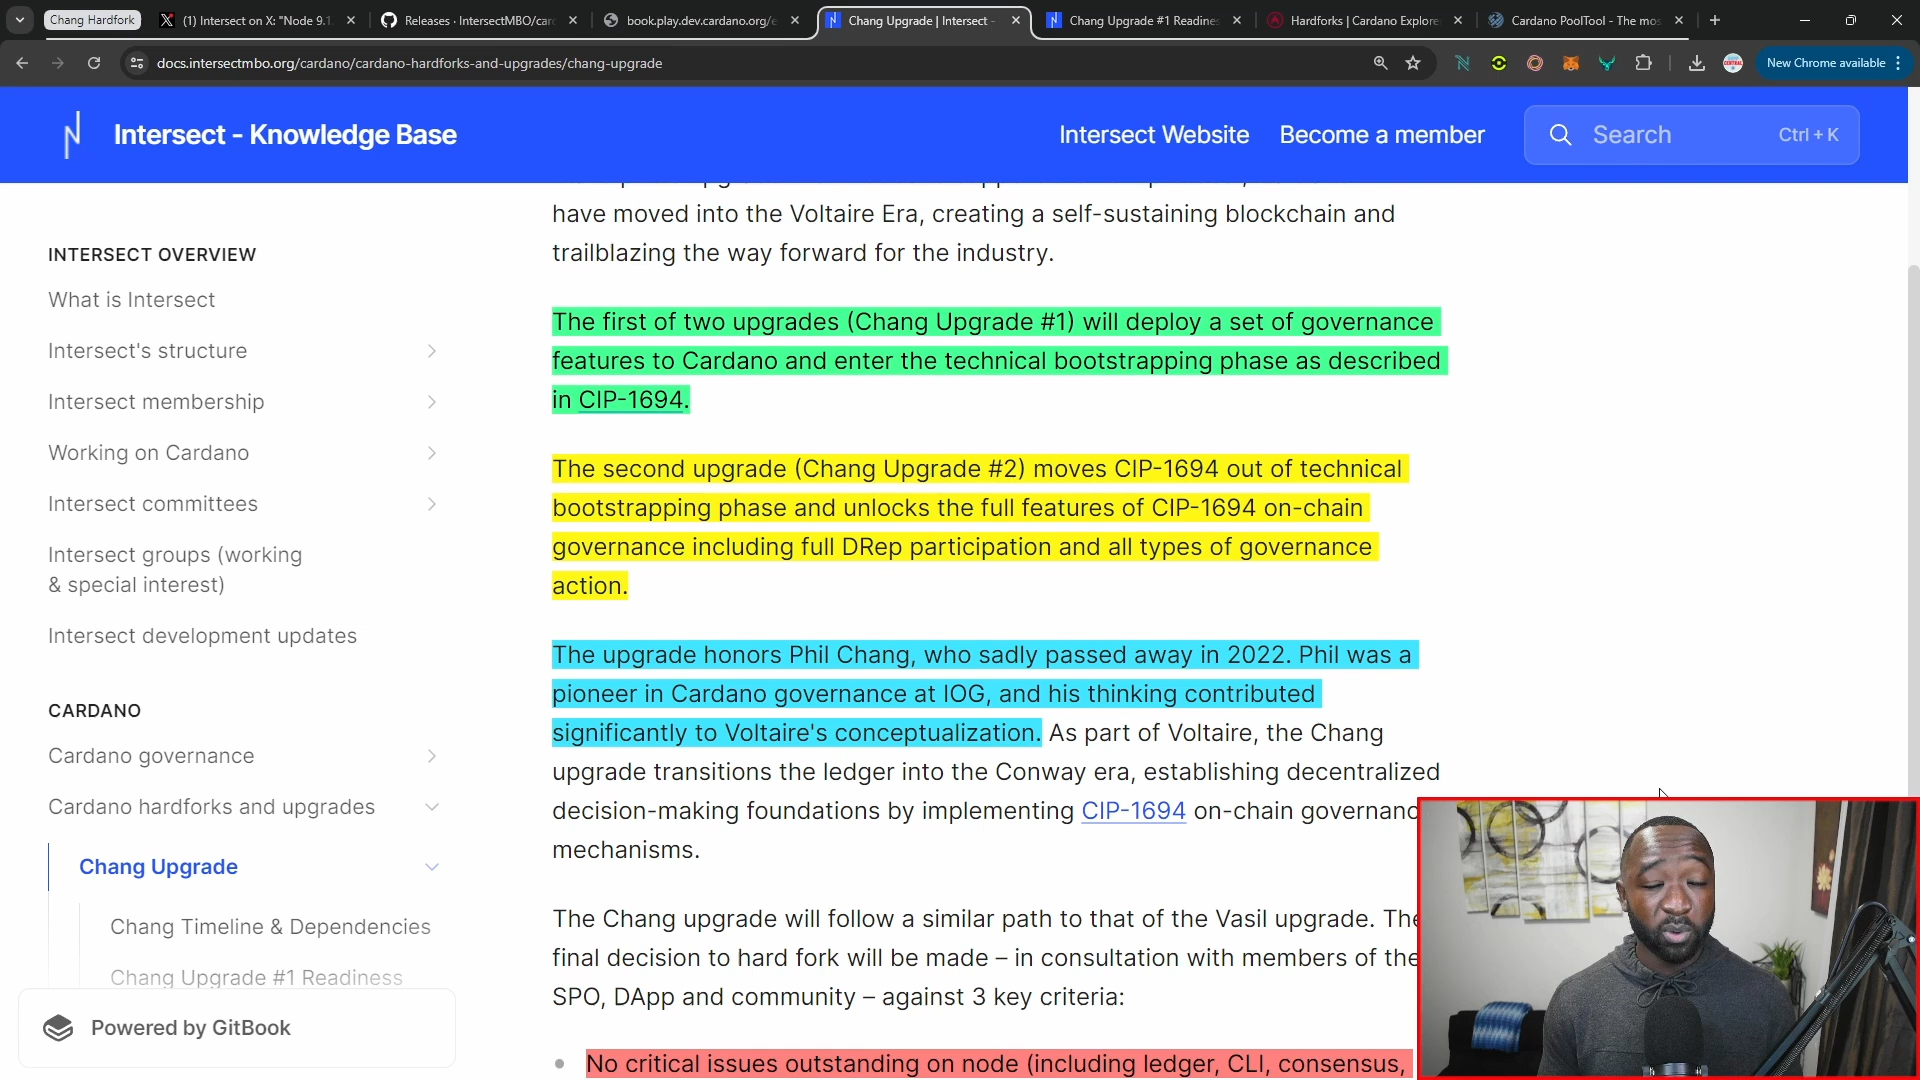 Chang Hardfork
(1) Intersect on X: "Node 9.1.
Releases · IntersectMBO/car
book.play.dev.cardano.org/e
Chang Upgrade | Intersect -
Chang Upgrade #1 Readines
Hardforks | Cardano Explore
Cardano PoolTool - The mos
docs.intersectmbo.org/cardano/cardano-hardforks-and-upgrades/chang-upgrade
New Chrome available
Intersect - Knowledge Base
Intersect Website
Become a member
Search
Ctrl + K
INTERSECT OVERVIEW
What is Intersect
Intersect's structure
Intersect membership
Working on Cardano
Intersect committees
Intersect groups (working
& special interest)
Intersect development updates
CARDANO
Cardano governance
Cardano hardforks and upgrades
Chang Upgrade
Chang Timeline & Dependencies
Chang Upgrade #1 Readiness
Powered by GitBook
have moved into the Voltaire Era, creating a self-sustaining blockchain and
trailblazing the way forward for the industry.
The first of two upgrades (Chang Upgrade #1) will deploy a set of governance
features to Cardano and enter the technical bootstrapping phase as described
in CIP-1694.
The second upgrade (Chang Upgrade #2) moves CIP-1694 out of technical
bootstrapping phase and unlocks the full features of CIP-1694 on-chain
governance including full DRep participation and all types of governance
action.
The upgrade honors Phil Chang, who sadly passed away in 2022. Phil was a
pioneer in Cardano governance at IOG, and his thinking contributed
significantly to Voltaire's conceptualization. As part of Voltaire, the Chang
upgrade transitions the ledger into the Conway era, establishing decentralized
decision-making foundations by implementing CIP-1694 on-chain governanc
mechanisms.
The Chang upgrade will follow a similar path to that of the Vasil upgrade. The
final decision to hard fork will be made – in consultation with members of the
SPO, DApp and community – against 3 key criteria:
No critical issues outstanding on node (including ledger, CLI, consensus,